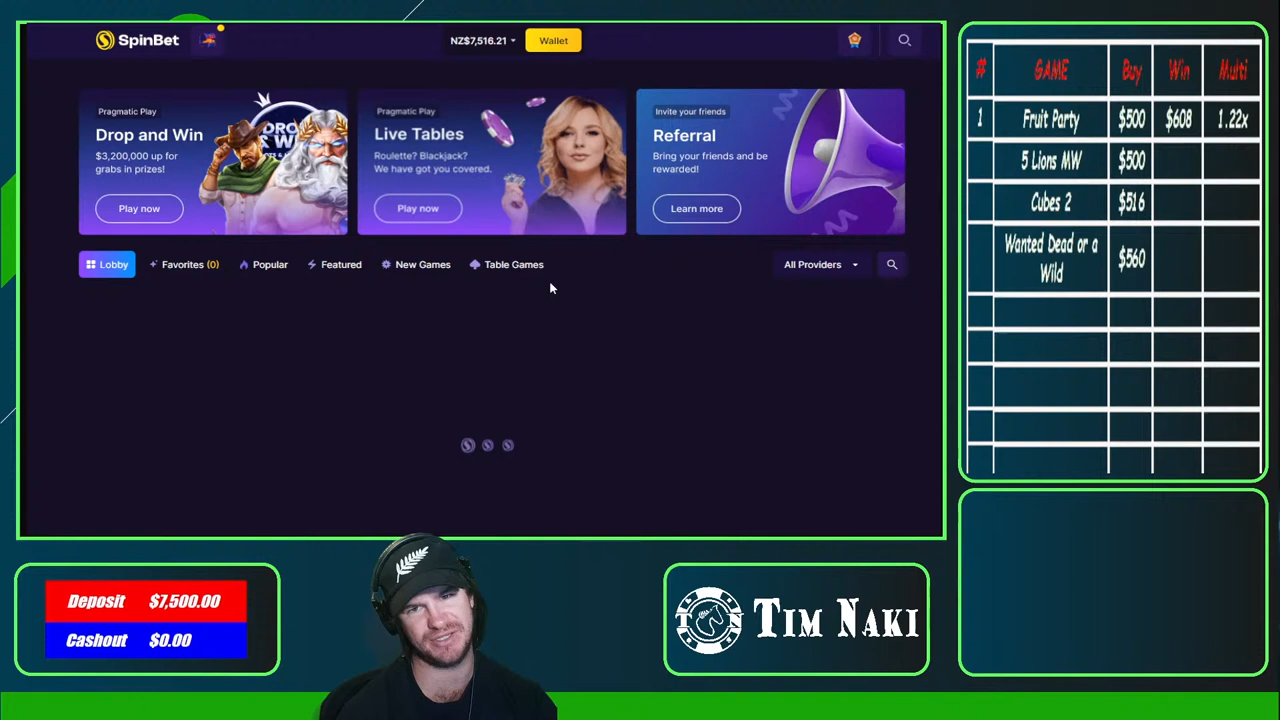 SpinBet
NZ$7,516.21
Wallet
Pragmatic Play
Drop and Win
$3,200,000 up for
grabs in prizes!
Play now
Pragmatic Play
Live Tables
Roulette? Blackjack?
We have got you covered.
Play now
Invite your friends
Referral
Bring your friends and be
rewarded!
Learn more
Lobby
Favorites (0)
Popular
Featured
New Games
Table Games
All Providers
# GAME Buy Win Multi
1 Fruit Party $500 $608 1.22x
5 Lions MW $500
Cubes 2 $516
Wanted Dead or a
Wild $560
Deposit $7,500.00
Cashout $0.00
TIM NAKI